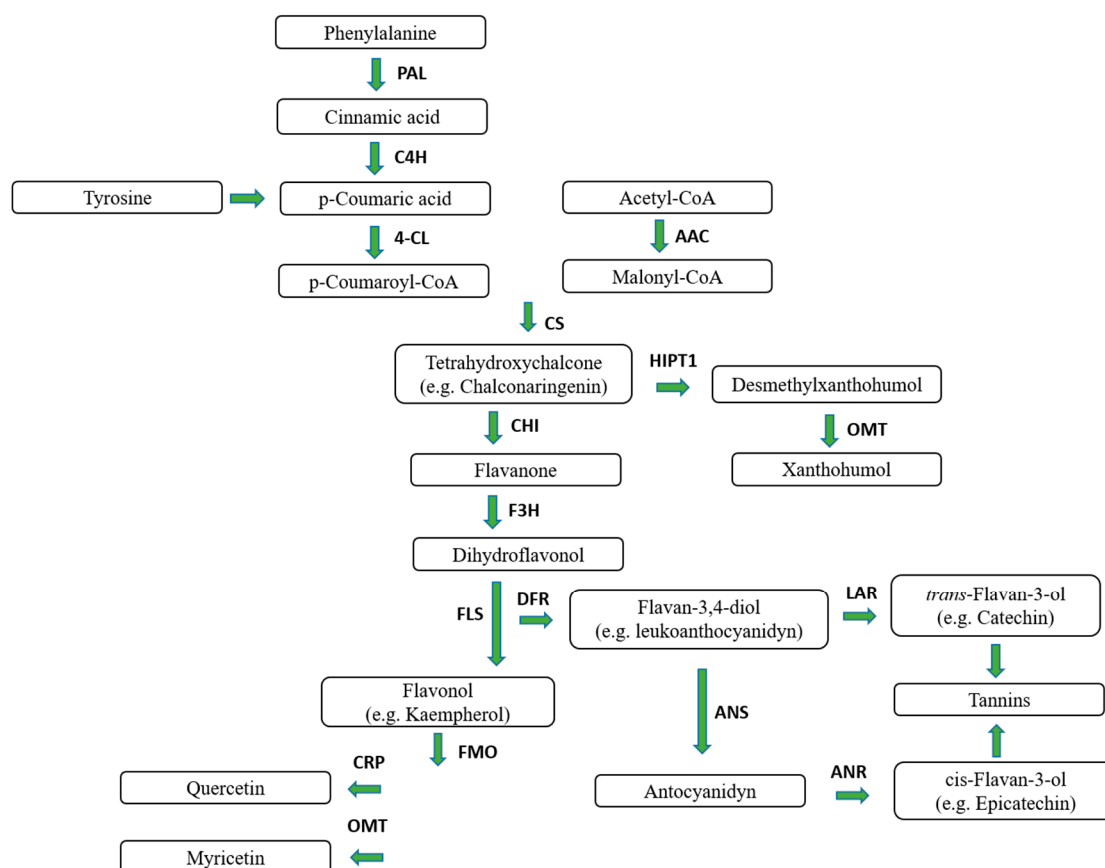 Phenylalanine
PAL
Cinnamic acid
C4H
Tyrosine
p-Coumaric acid
Acetyl-CoA
4-CL
AAC
p-Coumaroyl-CoA
Malonyl-CoA
CS
Tetrahydroxychalcone
(e.g. Chalconaringenin)
HIPT1
Desmethylxanthohumol
CHI
OMT
Flavanone
Xanthohumol
F3H
Dihydroflavonol
FLS
DFR
Flavan-3,4-diol
(e.g. leukoanthocyanidyn)
LAR
trans-Flavan-3-ol
(e.g. Catechin)
Flavonol
(e.g. Kaempherol)
ANS
Tannins
FMO
CRP
Quercetin
Antocyanidyn
ANR
cis-Flavan-3-ol
(e.g. Epicatechin)
OMT
Myricetin